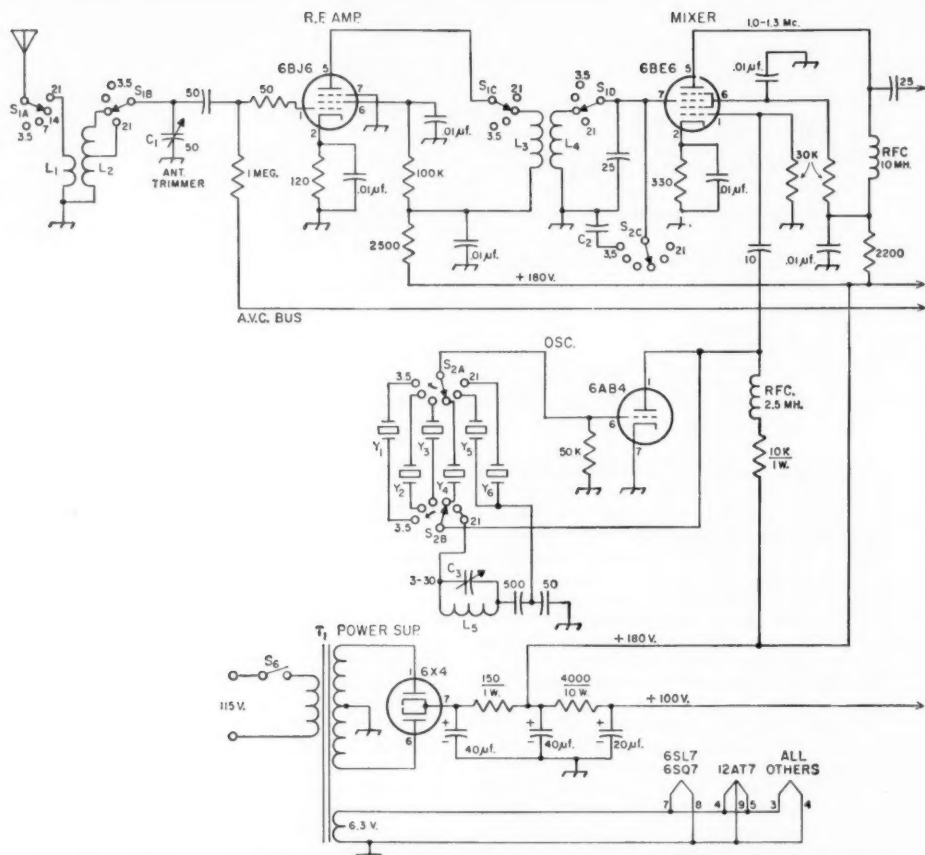 R.F. AMP.
MIXER
1.0-1.3 Mc.
6BJ6
6BE6
S1A
21
14
7
3.5
3.5
S1B
21
50
50
5
7
6
1
2
.01µf.
S1C
21
3.5
3.5
S1D
21
5
7
6
1
2
.01µf.
25
C1
50
ANT.
TRIMMER
L1
L2
1 MEG.
120
.01µf.
100K
L3
L4
25
330
.01µf.
30K
RFC
10 MH.
2500
.01µf.
C2
3.5
S2C
21
10
.01µf.
2200
+180V.
A.V.C. BUS
OSC.
6AB4
3.5
S2A
21
1
6
7
50K
RFC.
2.5 MH.
10K
1W.
Y1
Y3
Y5
Y2
Y4
Y6
3.5
S2B
21
3-30
C3
500
50
L5
T1
POWER SUP.
+180 V.
S6
115V.
6X4
1
7
6
150
1W.
4000
10W.
+100V.
+
-
40µf.
+
-
40µf.
+
-
20µf.
6SL7
6SQ7
12AT7
ALL
OTHERS
7
8
4
9
5
3
4
6.3 V.